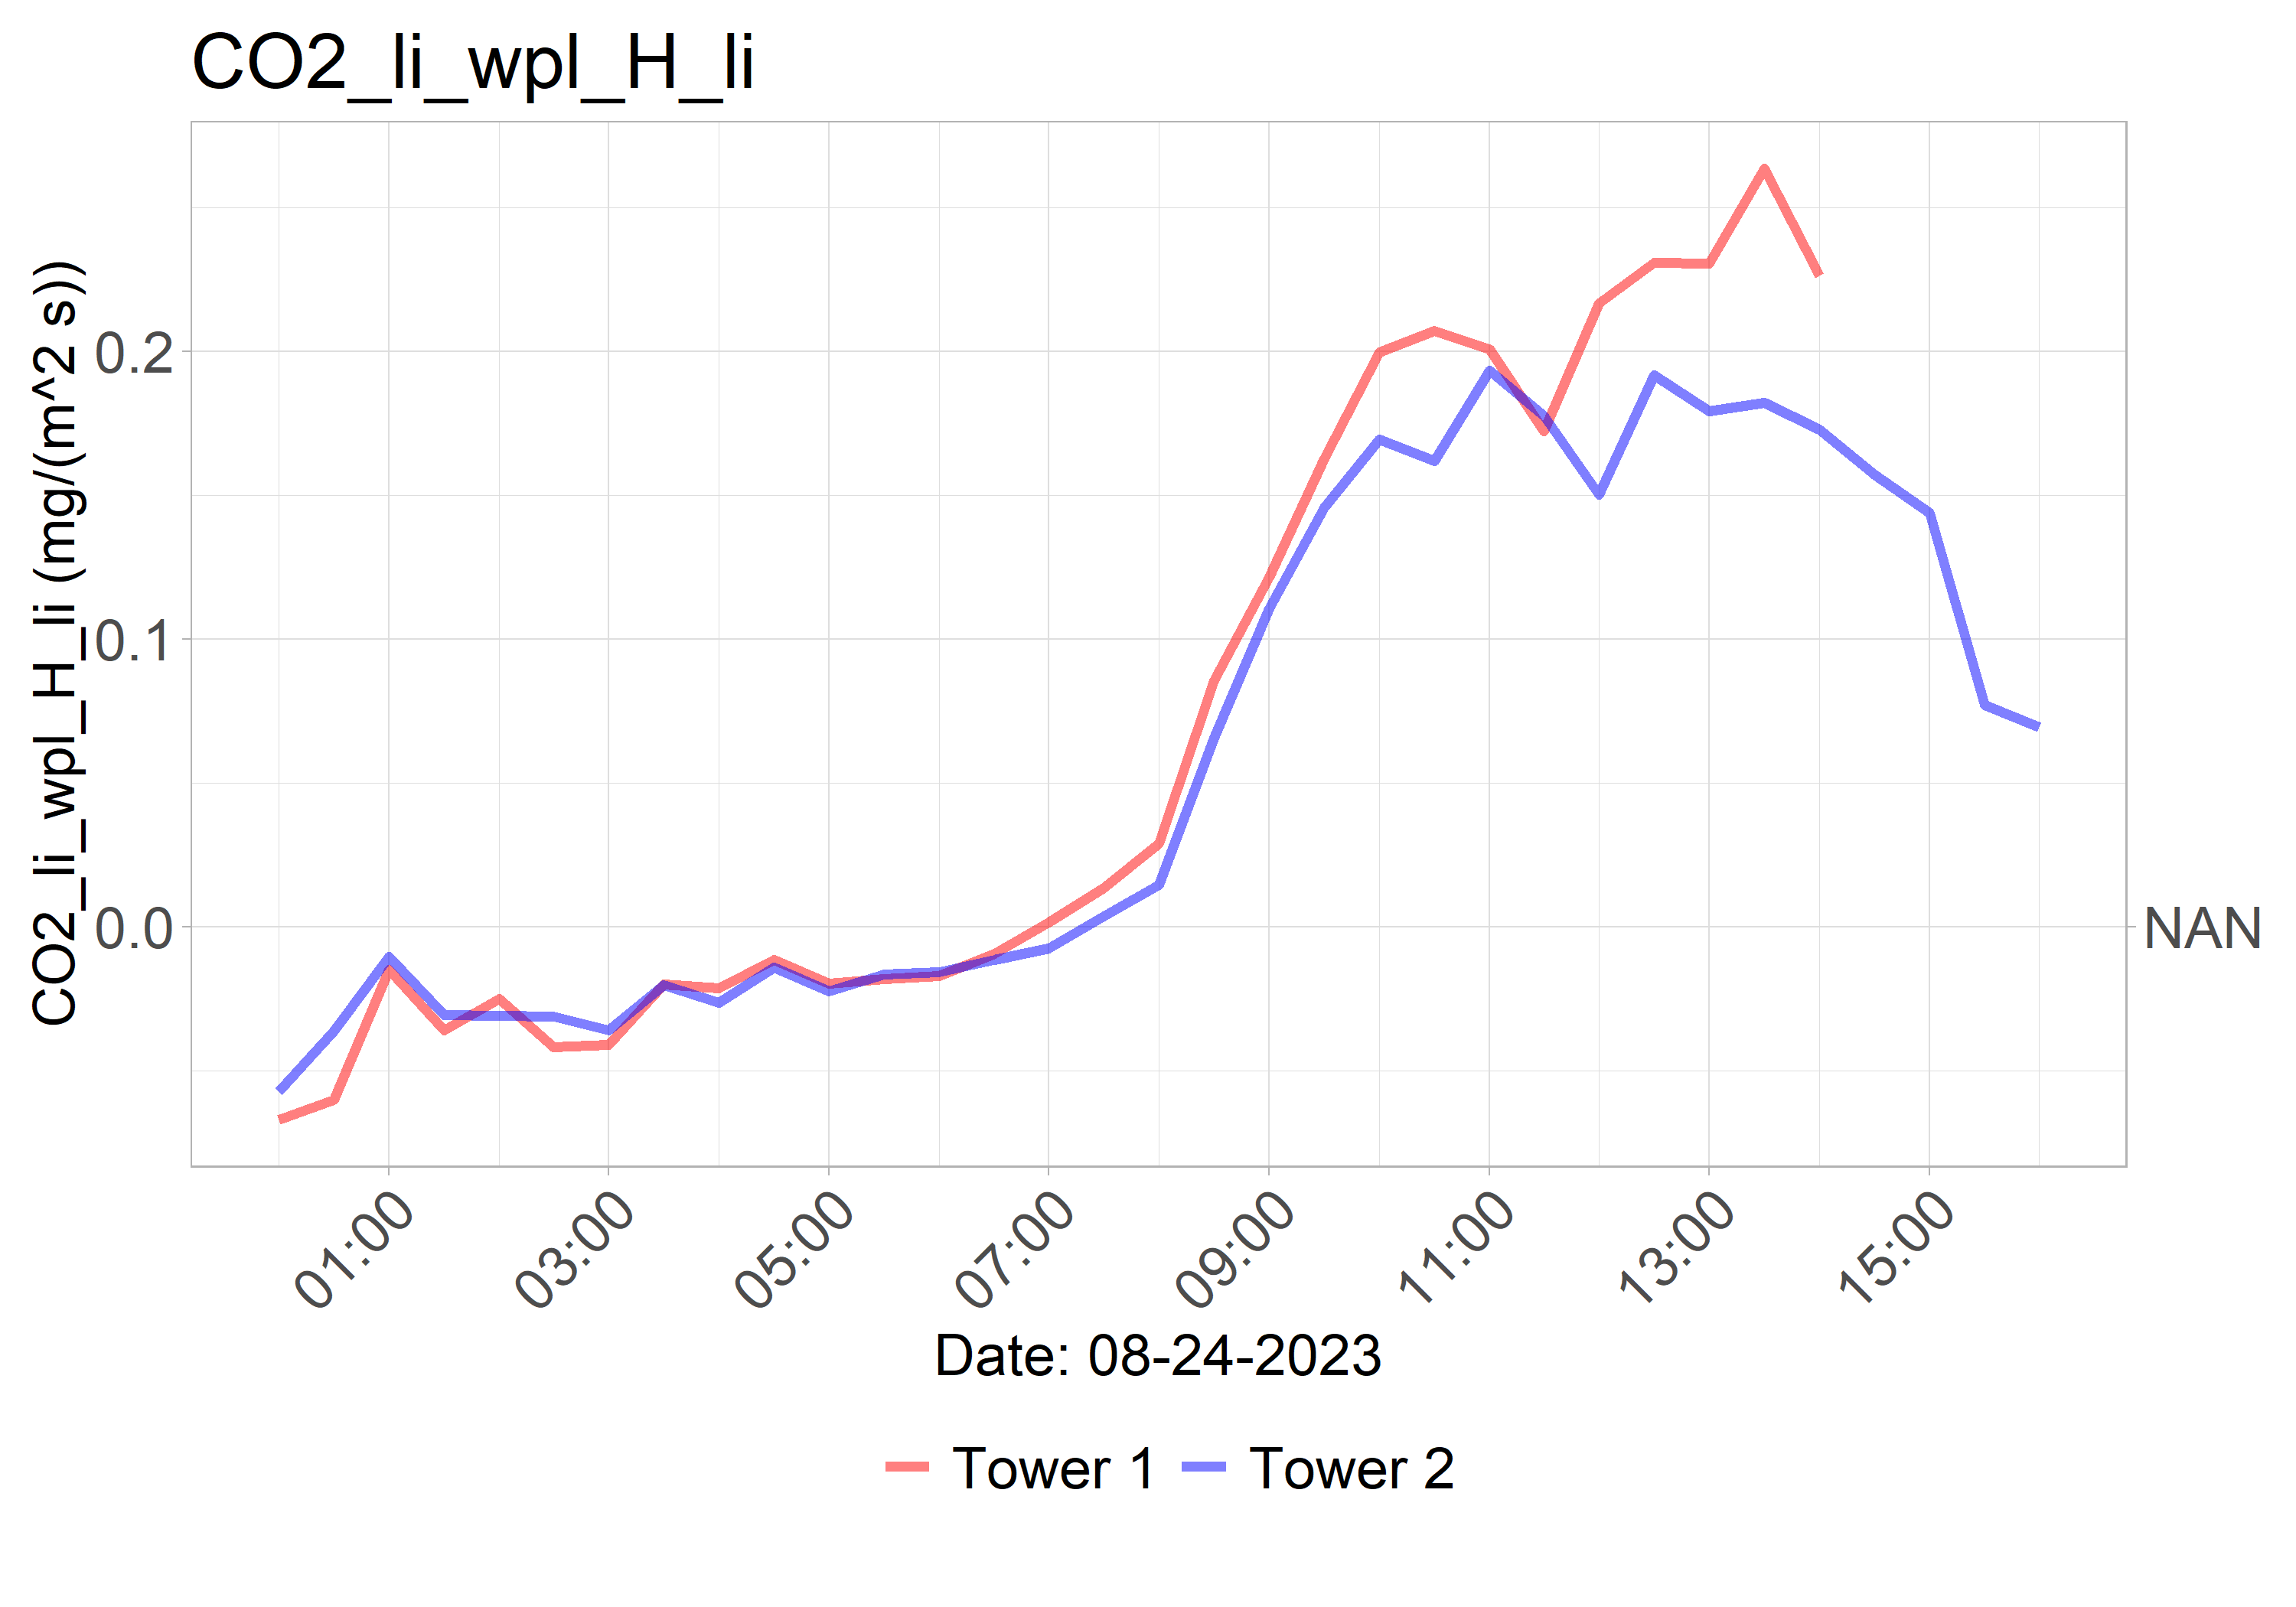 CO2_li_wpl_H_li
CO2_li_wpl_H_li (mg/(m^2 s))
0.2
0.1
0.0
NAN
01:00
03:00
05:00
07:00
09:00
11:00
13:00
15:00
Date: 08-24-2023
Tower 1
Tower 2